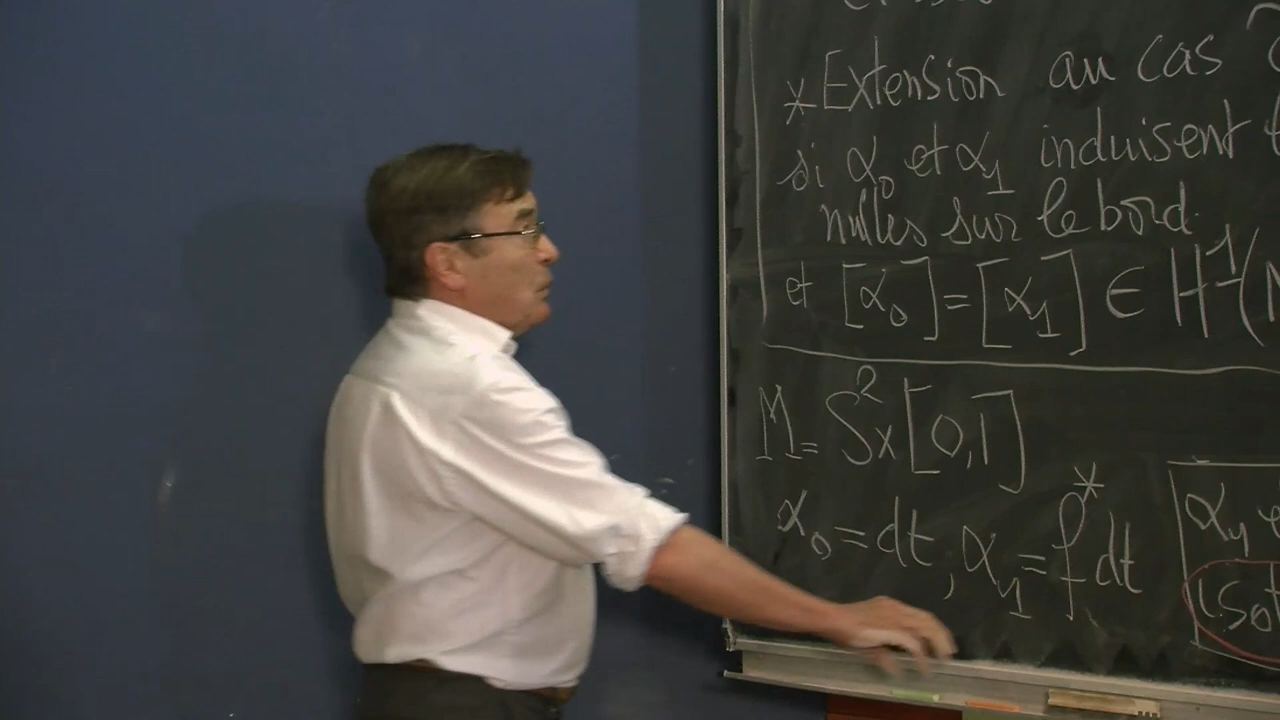 * Extension au cas
si α₀ et α₁ induisent
nulles sur le bord
et [α₀] = [α₁] ∈ H¹(
M = S² x [0,1]
α₀ = dt, α₁ = f* dt